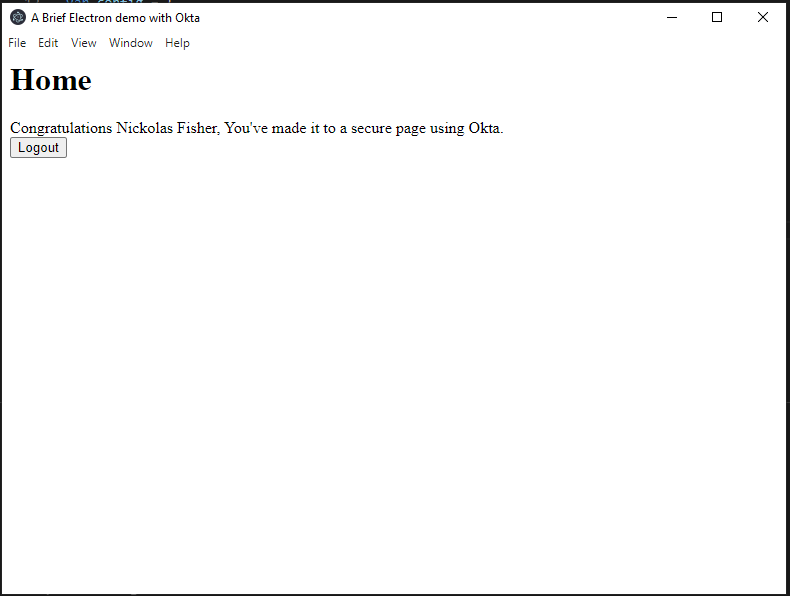 A Brief Electron demo with Okta
File Edit View Window Help
Home
Congratulations Nickolas Fisher, You've made it to a secure page using Okta.
Logout